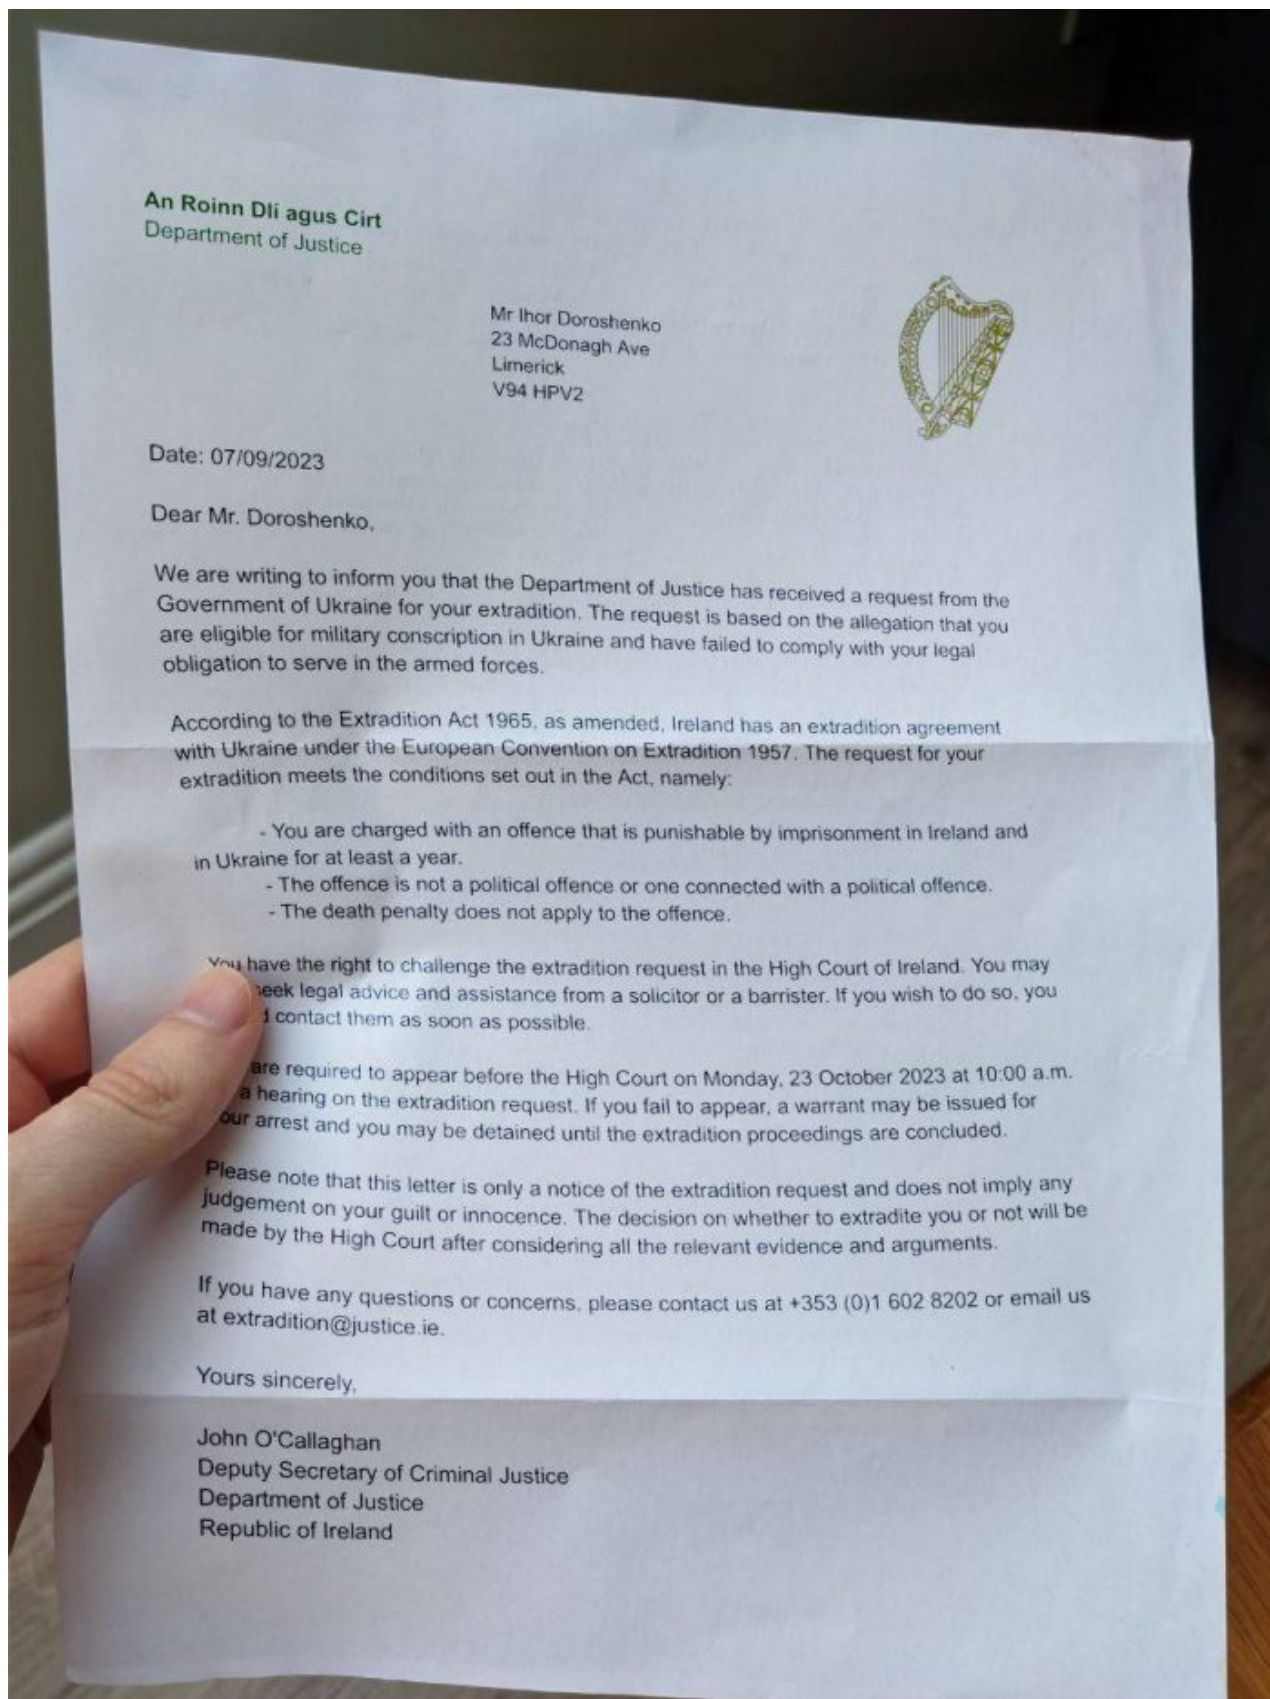 An Roinn Dlí agus Cirt
Department of Justice
Mr Ihor Doroshenko
23 McDonagh Ave
Limerick
V94 HPV2
Date: 07/09/2023
Dear Mr. Doroshenko,
We are writing to inform you that the Department of Justice has received a request from the
Government of Ukraine for your extradition. The request is based on the allegation that you
are eligible for military conscription in Ukraine and have failed to comply with your legal
obligation to serve in the armed forces.
According to the Extradition Act 1965, as amended, Ireland has an extradition agreement
with Ukraine under the European Convention on Extradition 1957. The request for your
extradition meets the conditions set out in the Act, namely:
- You are charged with an offence that is punishable by imprisonment in Ireland and
in Ukraine for at least a year.
- The offence is not a political offence or one connected with a political offence.
- The death penalty does not apply to the offence.
You have the right to challenge the extradition request in the High Court of Ireland. You may
seek legal advice and assistance from a solicitor or a barrister. If you wish to do so, you
contact them as soon as possible.
are required to appear before the High Court on Monday, 23 October 2023 at 10:00 a.m.
a hearing on the extradition request. If you fail to appear, a warrant may be issued for
our arrest and you may be detained until the extradition proceedings are concluded.
Please note that this letter is only a notice of the extradition request and does not imply any
judgement on your guilt or innocence. The decision on whether to extradite you or not will be
made by the High Court after considering all the relevant evidence and arguments.
If you have any questions or concerns, please contact us at +353 (0)1 602 8202 or email us
at extradition@justice.ie.
Yours sincerely,
John O'Callaghan
Deputy Secretary of Criminal Justice
Department of Justice
Republic of Ireland